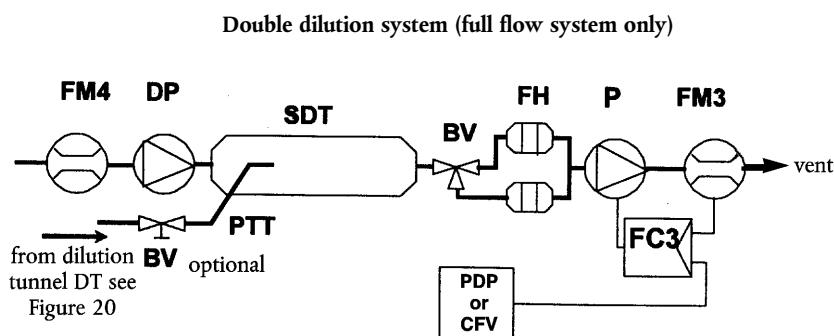 Double dilution system (full flow system only)
FM4
DP
SDT
BV
FH
P
FM3
vent
PTT
FC3
from dilution
tunnel DT see
Figure 20
BV
optional
PDP
or
CFV